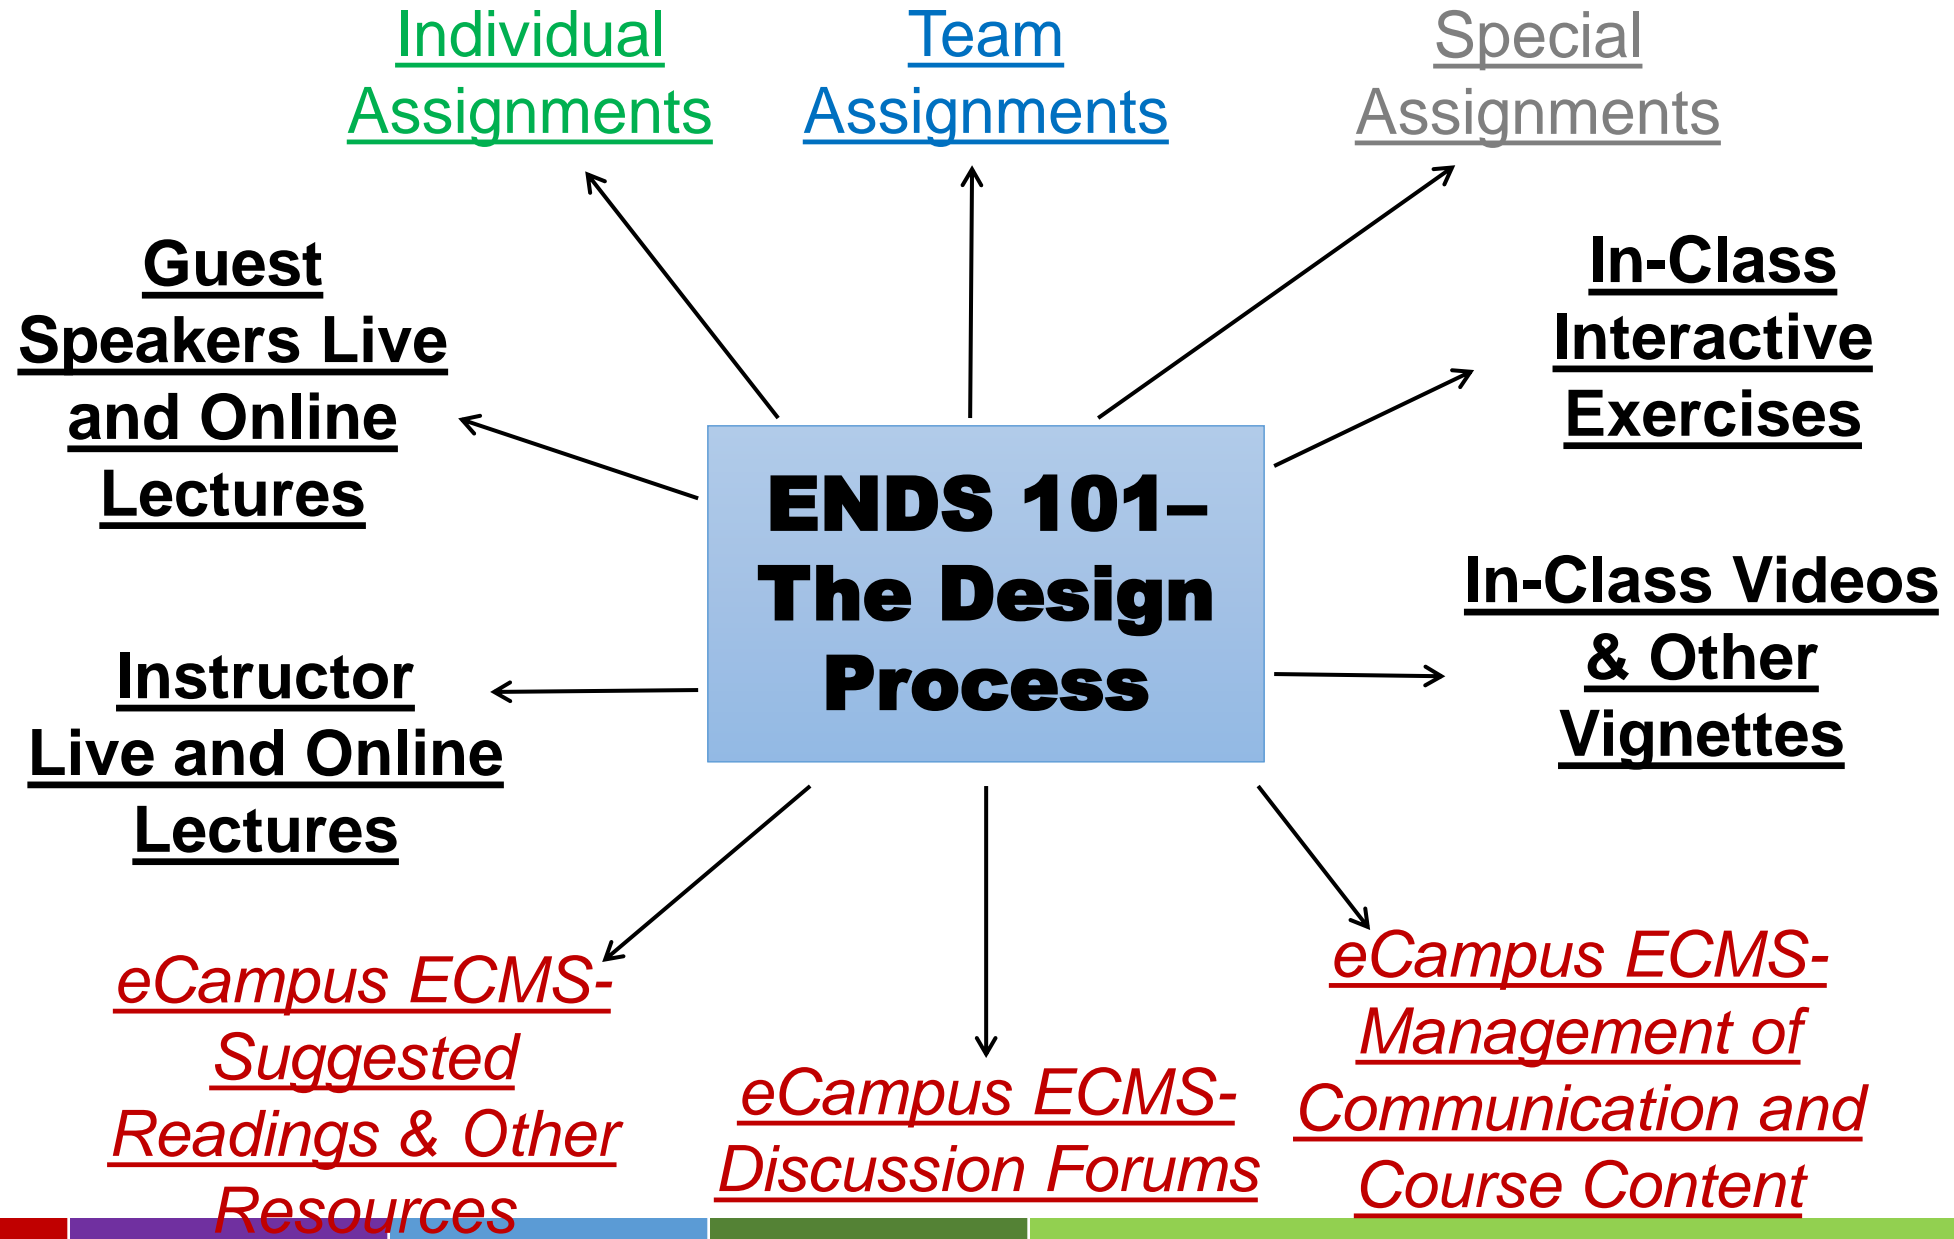 Individual
Assignments
Team
Assignments
Special
Assignments
Guest
Speakers Live
and Online
Lectures
In-Class
Interactive
Exercises
ENDS 101–
The Design
Process
Instructor
Live and Online
Lectures
In-Class Videos
& Other
Vignettes
eCampus ECMS-
Suggested
Readings & Other
Resources
eCampus ECMS-
Discussion Forums
eCampus ECMS-
Management of
Communication and
Course Content